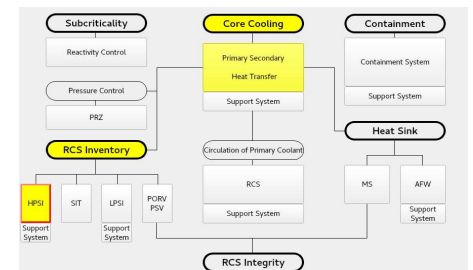 Subcriticality
Core Cooling
Containment
Reactivity Control
Primary Secondary
Heat Transfer
Containment System
Pressure Control
Support System
Support System
PRZ
Heat Sink
RCS Inventory
Circulation of Primary Coolant
HPSI
SIT
LPSI
PORV
PSV
RCS
MS
AFW
Support
System
Support
System
Support System
Support
System
RCS Integrity